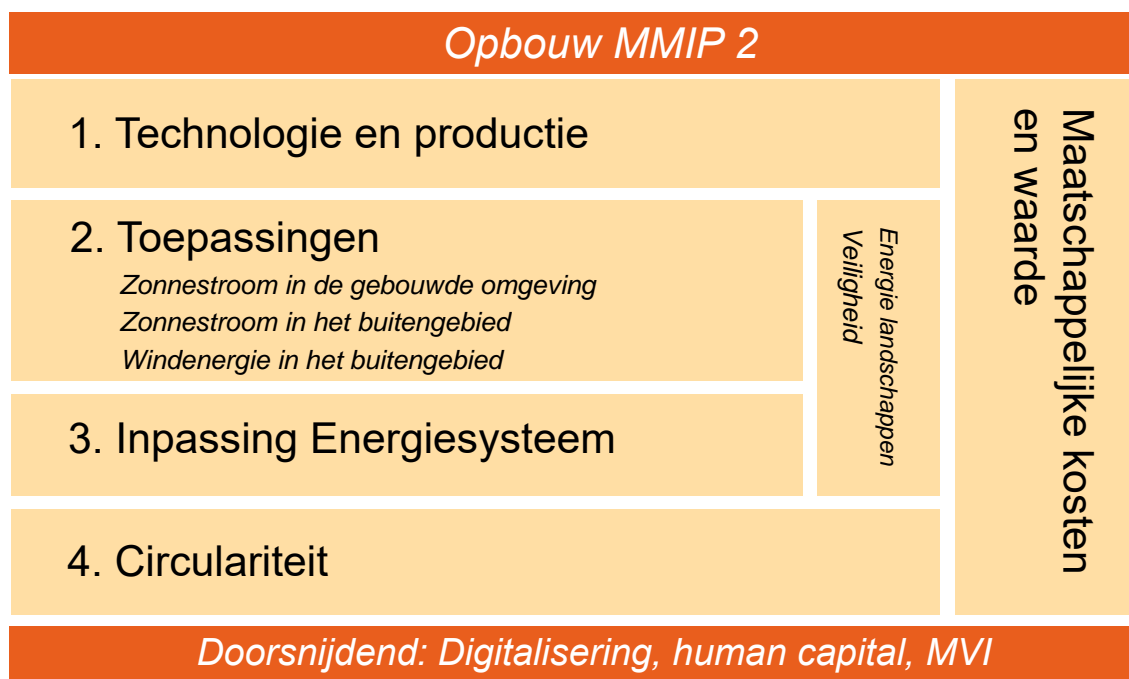 Opbouw MMIP 2
1. Technologie en productie
2. Toepassingen
Zonnestroom in de gebouwde omgeving
Zonnestroom in het buitengebied
Windenergie in het buitengebied
3. Inpassing Energiesysteem
4. Circulariteit
Energie landschappen
Veiligheid
Maatschappelijke kosten
en waarde
Doorsnijdend: Digitalisering, human capital, MVI